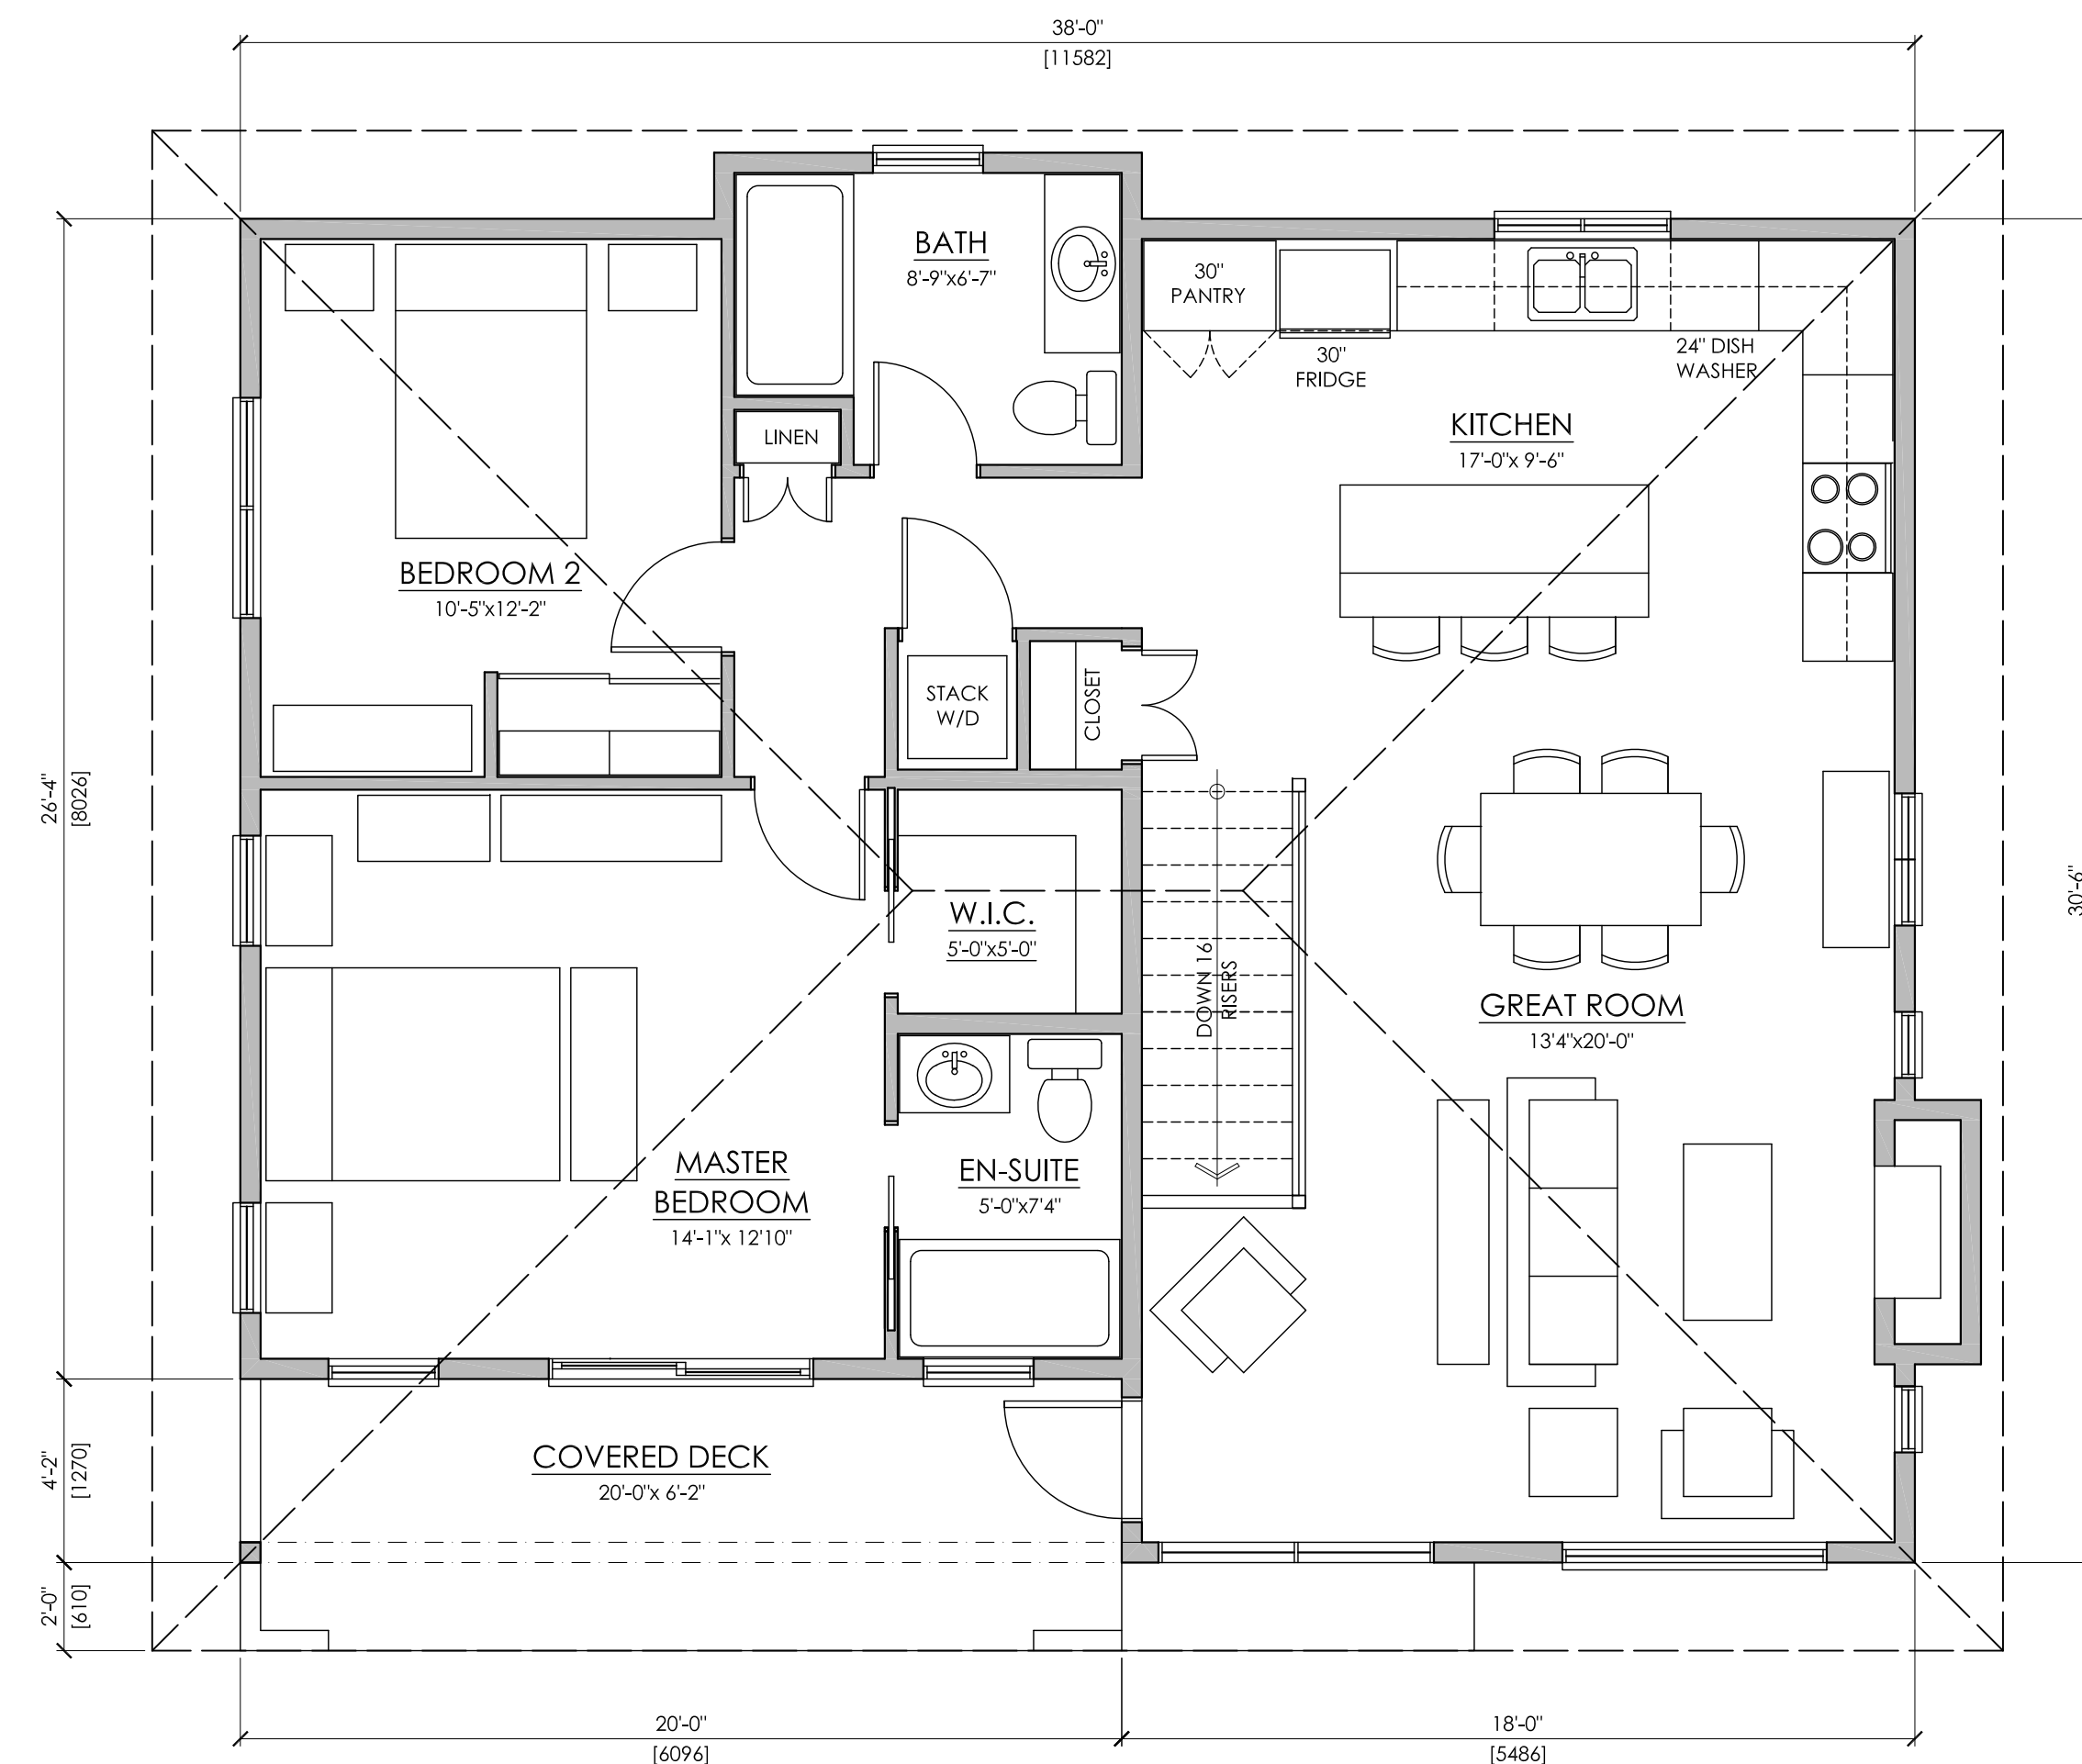 38'-0"
[11582]
BATH
8'-9"x6'-7"
30"
PANTRY
30"
FRIDGE
24" DISH
WASHER
LINEN
KITCHEN
17'-0"x 9'-6"
BEDROOM 2
10'-5"x12'-2"
STACK
W/D
CLOSET
26'-4"
[8026]
30'-6"
W.I.C.
5'-0"x5'-0"
DOWN 16
RISERS
GREAT ROOM
13'4"x20'-0"
MASTER
BEDROOM
14'-1"x 12'10"
EN-SUITE
5'-0"x7'4"
COVERED DECK
20'-0"x 6'-2"
4'-2"
[1270]
2'-0"
[610]
20'-0"
[6096]
18'-0"
[5486]